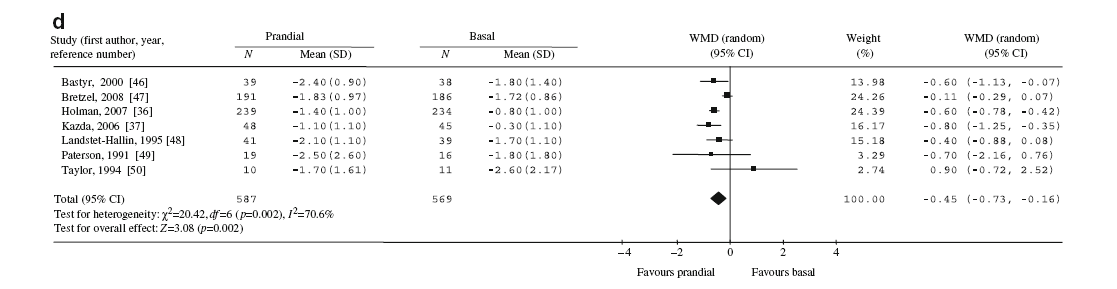 d
Study (first author, year, reference number) Prandial Basal WMD (random) Weight WMD (random)
N Mean (SD) N Mean (SD) (95% CI) (%) (95% CI)
Bastyr, 2000 [46] 39 -2.40(0.90) 38 -1.80(1.40) 13.98 -0.60 (-1.13, -0.07)
Bretzel, 2008 [47] 191 -1.83(0.97) 186 -1.72(0.86) 24.26 -0.11 (-0.29, 0.07)
Holman, 2007 [36] 239 -1.40(1.00) 234 -0.80(1.00) 24.39 -0.60 (-0.78, -0.42)
Kazda, 2006 [37] 48 -1.10(1.10) 45 -0.30(1.10) 16.17 -0.80 (-1.25, -0.35)
Landstet-Hallin, 1995 [48] 41 -2.10(1.10) 39 -1.70(1.10) 15.18 -0.40 (-0.88, 0.08)
Paterson, 1991 [49] 19 -2.50(2.60) 16 -1.80(1.80) 3.29 -0.70 (-2.16, 0.76)
Taylor, 1994 [50] 10 -1.70(1.61) 11 -2.60(2.17) 2.74 0.90 (-0.72, 2.52)
Total (95% CI) 587 569 100.00 -0.45 (-0.73, -0.16)
Test for heterogeneity: χ²=20.42, df=6 (p=0.002), I²=70.6%
Test for overall effect: Z=3.08 (p=0.002)
−4 −2 0 2 4
Favours prandial Favours basal